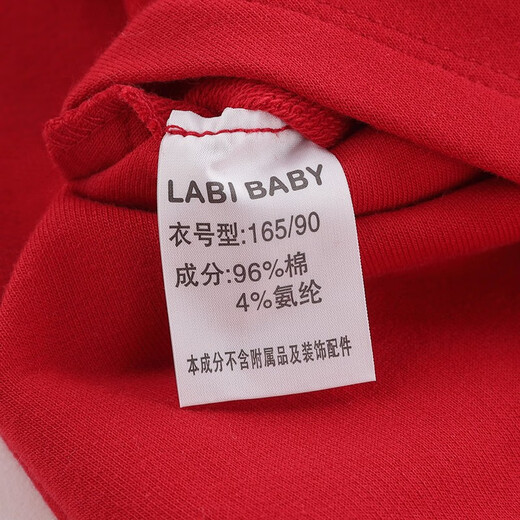 LABI BABY
衣号型:165/90
成分:96%棉
4%氨纶
本成分不含附属品及装饰配件